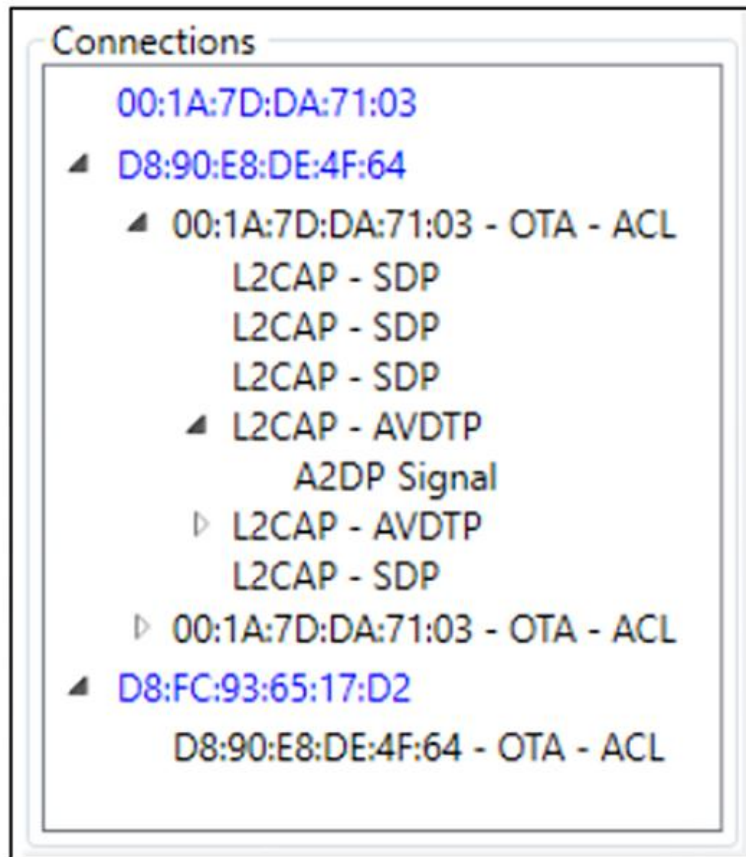 Connections
00:1A:7D:DA:71:03
D8:90:E8:DE:4F:64
00:1A:7D:DA:71:03 - OTA - ACL
L2CAP - SDP
L2CAP - SDP
L2CAP - SDP
L2CAP - AVDTP
A2DP Signal
L2CAP - AVDTP
L2CAP - SDP
00:1A:7D:DA:71:03 - OTA - ACL
D8:FC:93:65:17:D2
D8:90:E8:DE:4F:64 - OTA - ACL